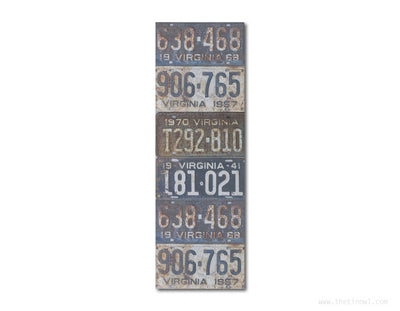 638·468
19 VIRGINIA 68
906·765
VIRGINIA 1957
1970 VIRGINIA
T292·810
19 VIRGINIA·41
181·021
638·468
19 VIRGINIA 68
906·765
VIRGINIA 1957
www.thetinowl.com